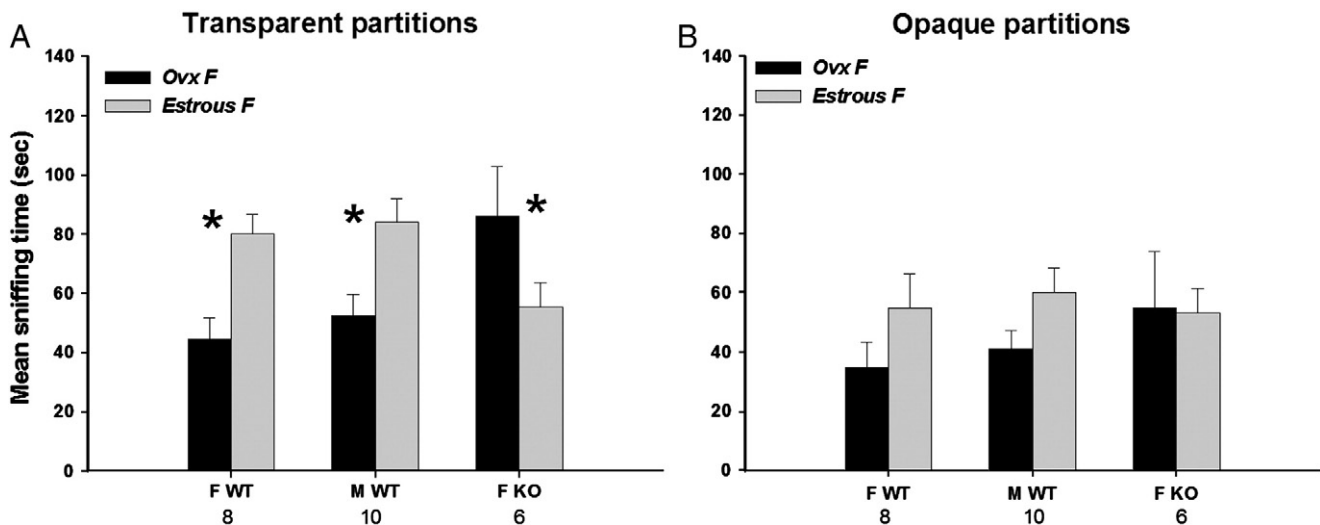 A
Transparent partitions
Mean sniffing time (sec)
140
120
100
80
60
40
20
0
Ovx F
Estrous F
*
*
*
F WT
M WT
F KO
8
10
6
B
Opaque partitions
140
120
100
80
60
40
20
0
Ovx F
Estrous F
F WT
M WT
F KO
8
10
6